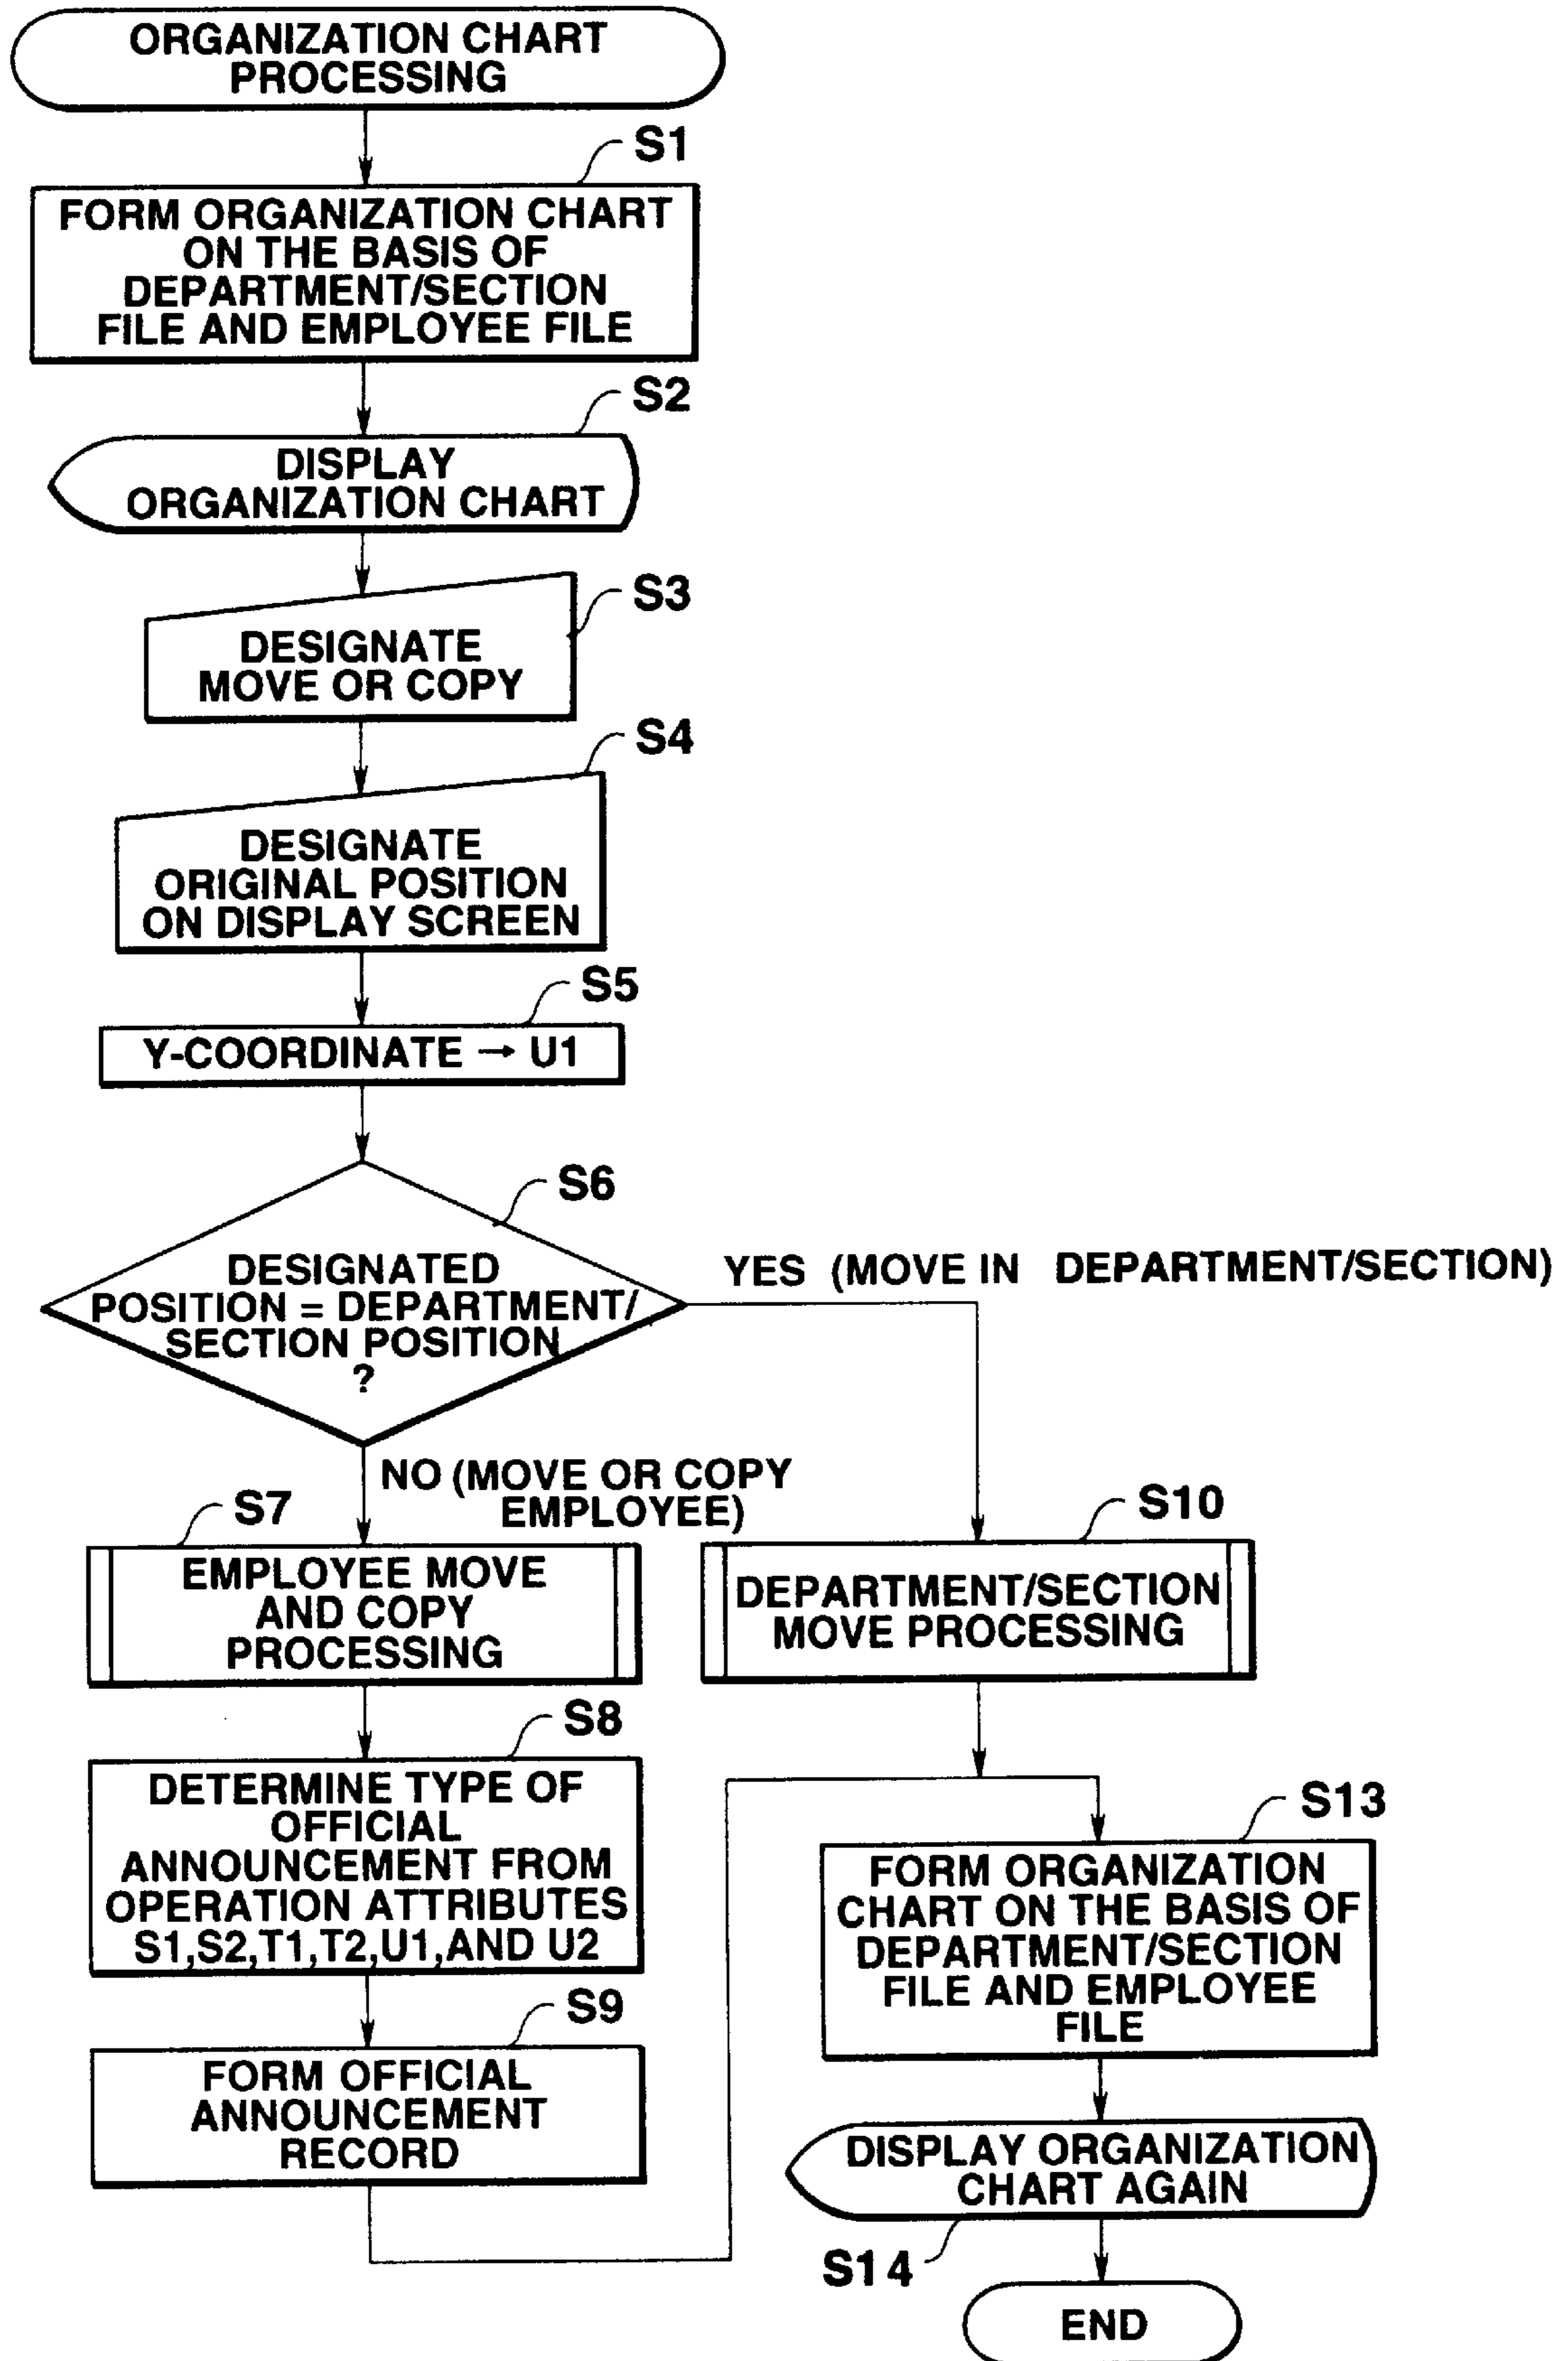 ORGANIZATION CHART
PROCESSING
S1
FORM ORGANIZATION CHART
ON THE BASIS OF
DEPARTMENT/SECTION
FILE AND EMPLOYEE FILE
S2
DISPLAY
ORGANIZATION CHART
S3
DESIGNATE
MOVE OR COPY
S4
DESIGNATE
ORIGINAL POSITION
ON DISPLAY SCREEN
S5
Y-COORDINATE → U1
S6
DESIGNATED
POSITION = DEPARTMENT/
SECTION POSITION
?
YES (MOVE IN DEPARTMENT/SECTION)
NO (MOVE OR COPY
EMPLOYEE)
S7
EMPLOYEE MOVE
AND COPY
PROCESSING
S10
DEPARTMENT/SECTION
MOVE PROCESSING
S8
DETERMINE TYPE OF
OFFICIAL
ANNOUNCEMENT FROM
OPERATION ATTRIBUTES
S1,S2,T1,T2,U1,AND U2
S9
FORM OFFICIAL
ANNOUNCEMENT
RECORD
S13
FORM ORGANIZATION
CHART ON THE BASIS OF
DEPARTMENT/SECTION
FILE AND EMPLOYEE
FILE
DISPLAY ORGANIZATION
CHART AGAIN
S14
END